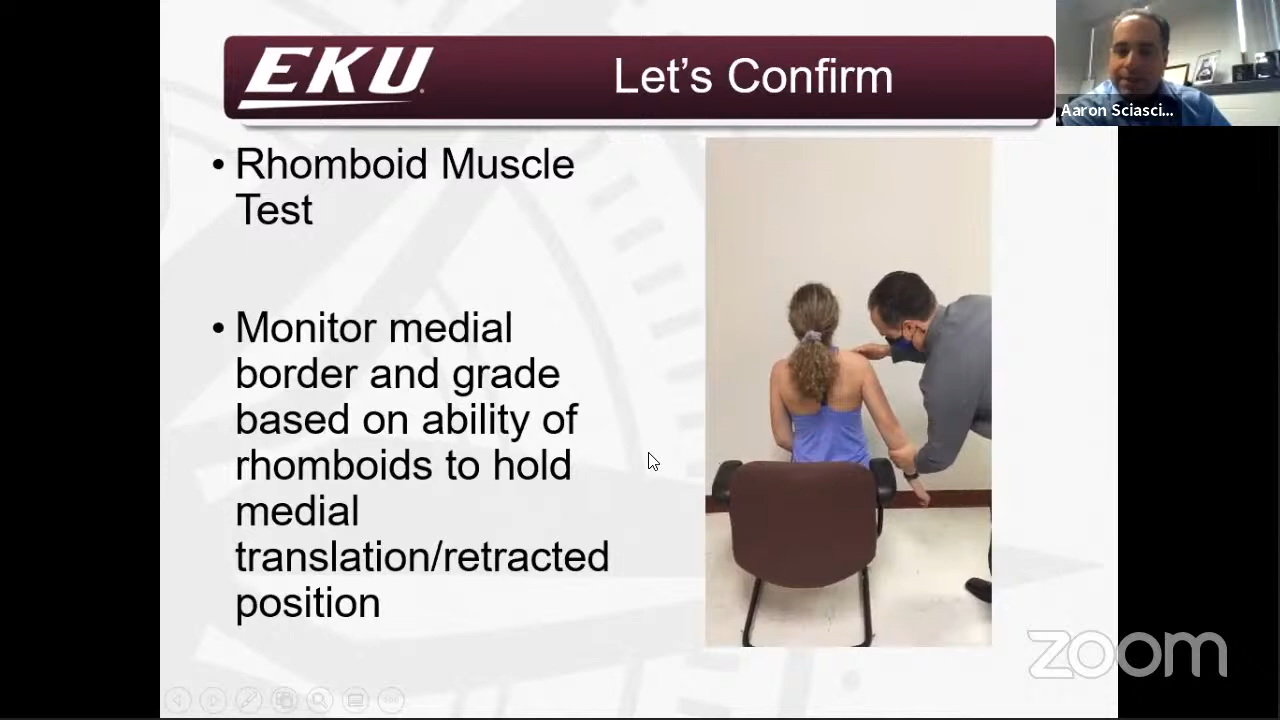 EKU
Let's Confirm
Aaron Sciasci...
• Rhomboid Muscle
Test
• Monitor medial
border and grade
based on ability of
rhomboids to hold
medial
translation/retracted
position
zoom